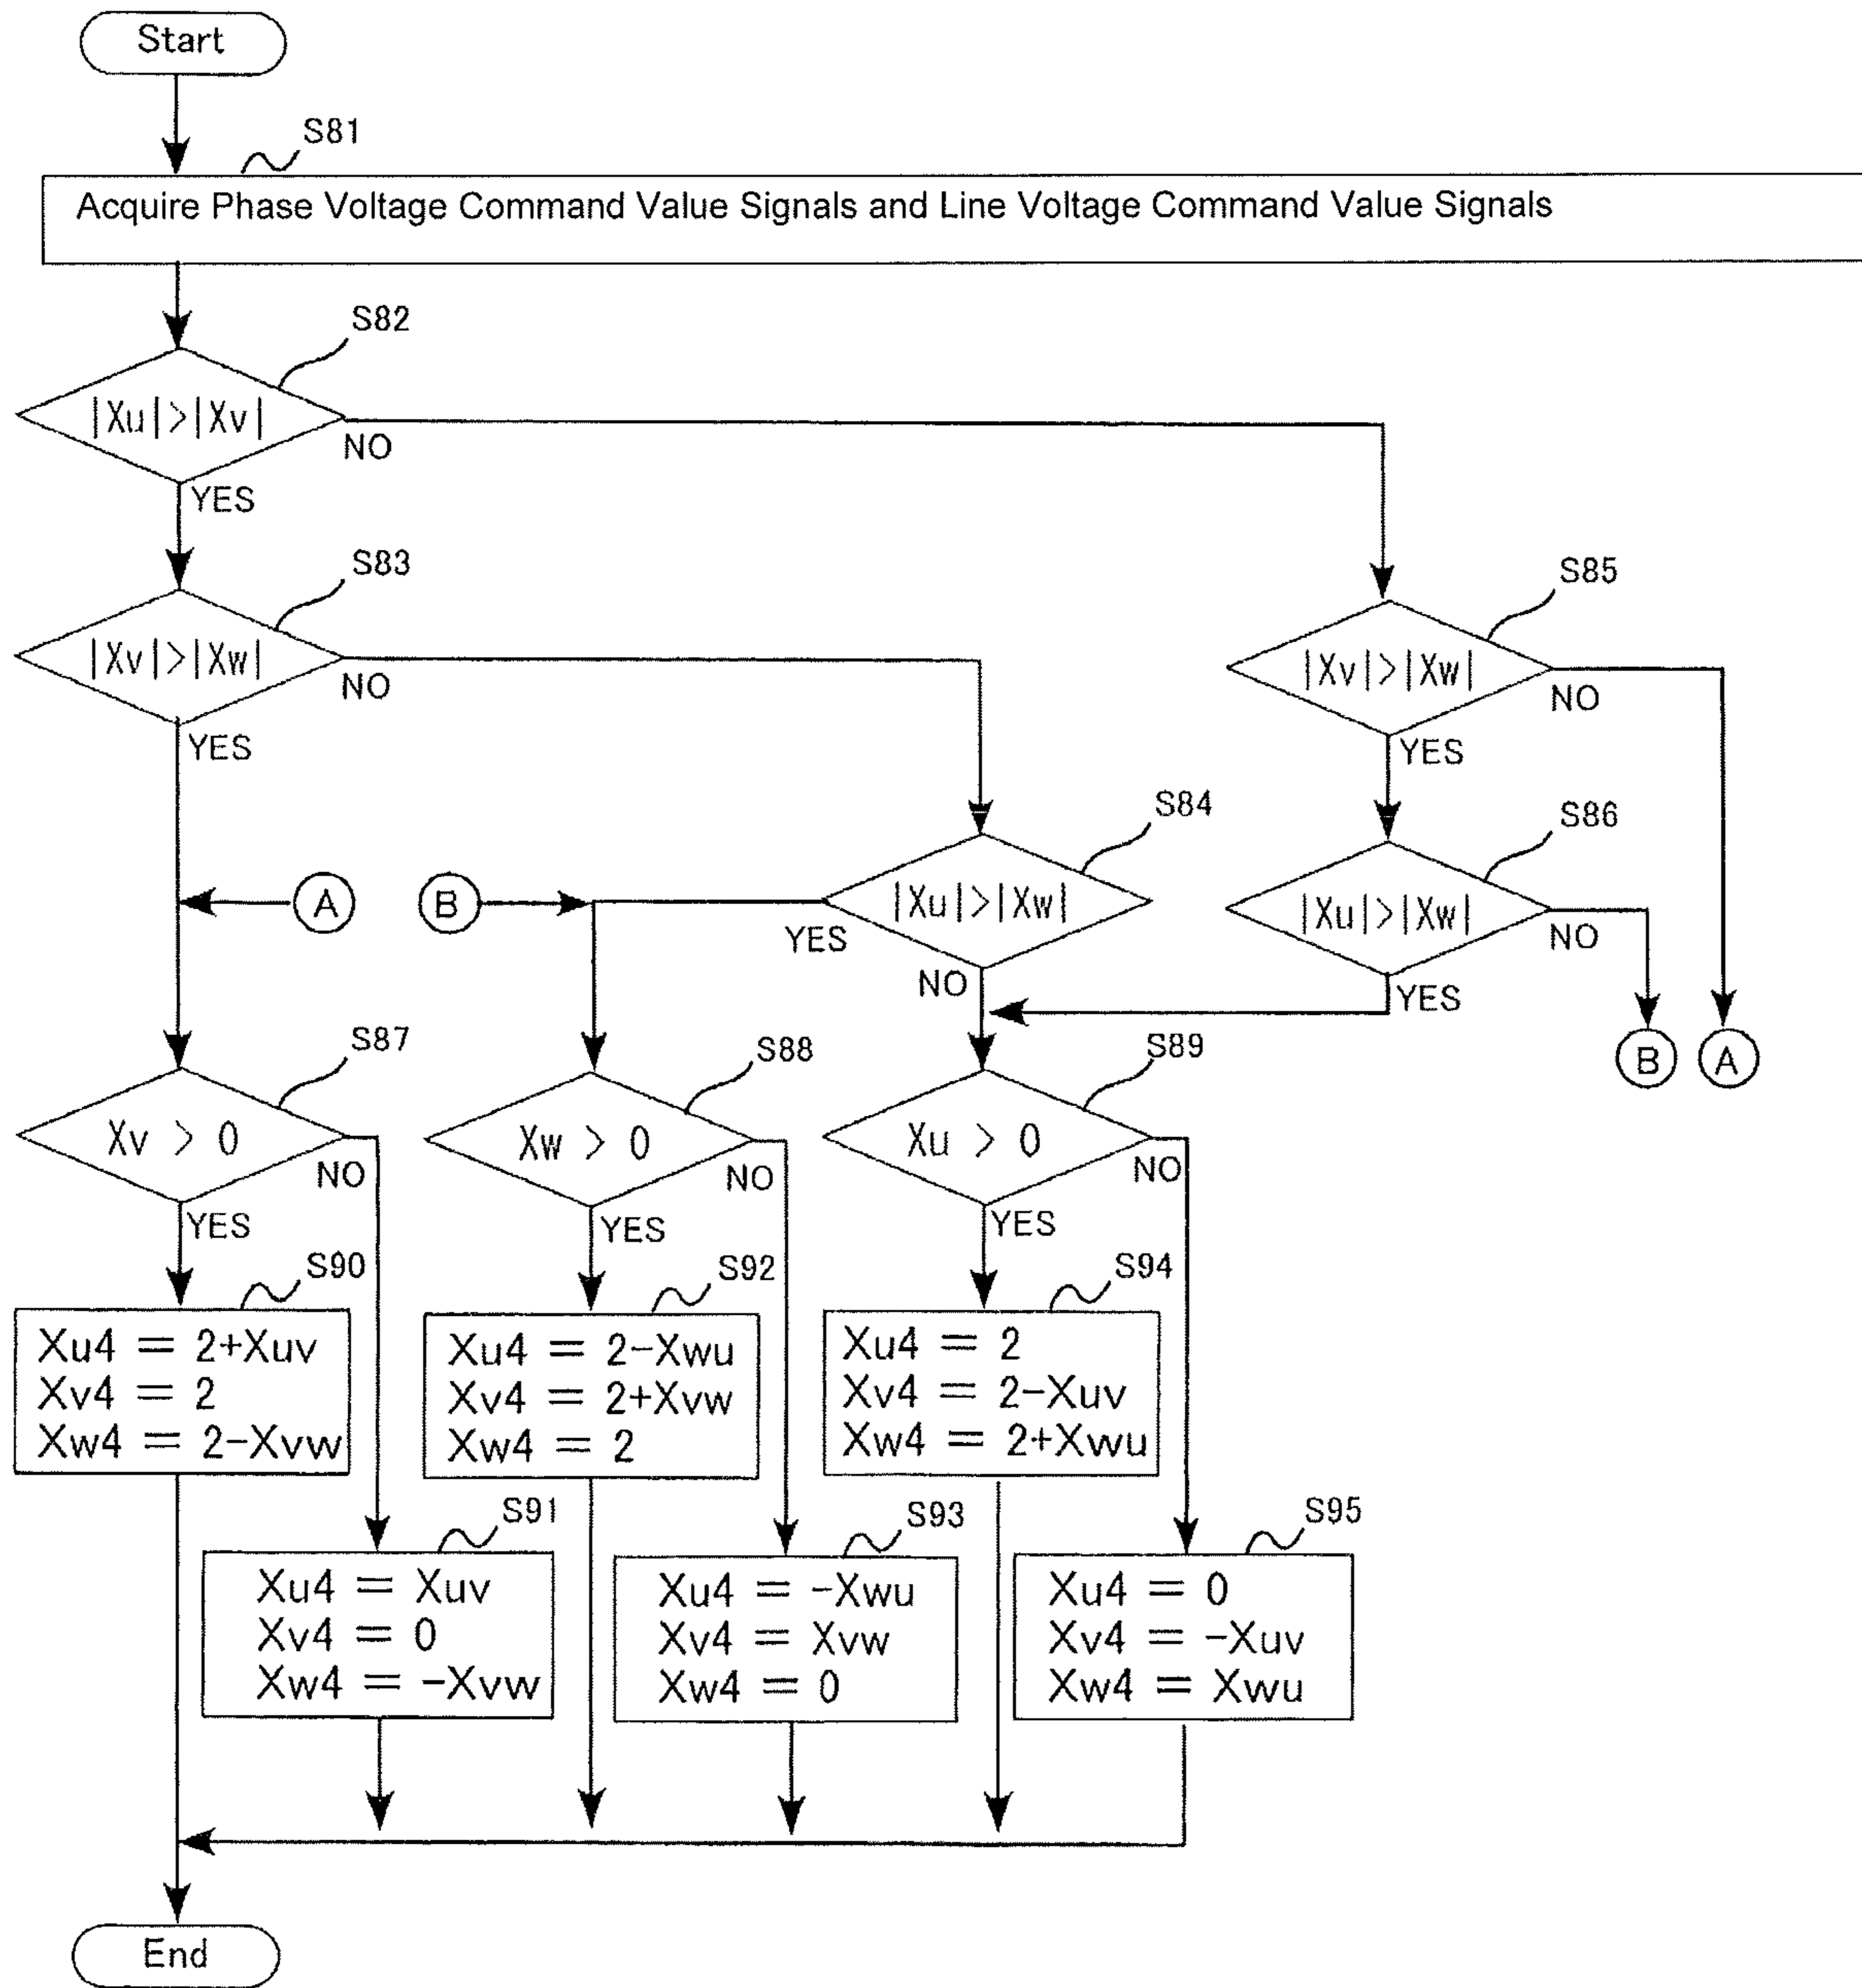 Start
S81
Acquire Phase Voltage Command Value Signals and Line Voltage Command Value Signals
S82
|Xu|>|Xv|
NO
YES
S83
|Xv|>|Xw|
NO
YES
S85
|Xv|>|Xw|
NO
YES
S84
|Xu|>|Xw|
YES
NO
S86
|Xu|>|Xw|
NO
YES
A
B
B
A
S87
Xv > 0
NO
YES
S88
Xw > 0
NO
YES
S89
Xu > 0
NO
YES
S90
Xu4 = 2+Xuv
Xv4 = 2
Xw4 = 2-Xvw
S92
Xu4 = 2-Xwu
Xv4 = 2+Xvw
Xw4 = 2
S94
Xu4 = 2
Xv4 = 2-Xuv
Xw4 = 2+Xwu
S91
Xu4 = Xuv
Xv4 = 0
Xw4 = -Xvw
S93
Xu4 = -Xwu
Xv4 = Xvw
Xw4 = 0
S95
Xu4 = 0
Xv4 = -Xuv
Xw4 = Xwu
End